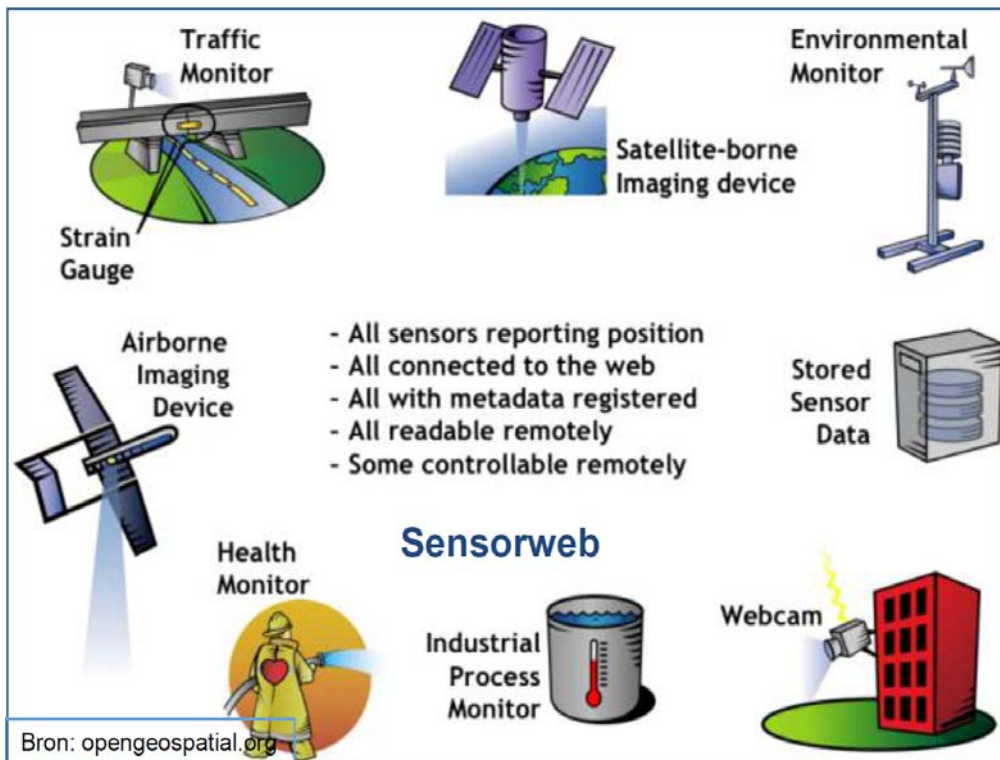 Traffic
Monitor
Strain
Gauge
Satellite-borne
Imaging device
Environmental
Monitor
Airborne
Imaging
Device
- All sensors reporting position
- All connected to the web
- All with metadata registered
- All readable remotely
- Some controllable remotely
Stored
Sensor
Data
Sensorweb
Health
Monitor
Industrial
Process
Monitor
Webcam
Bron: opengeospatial.org